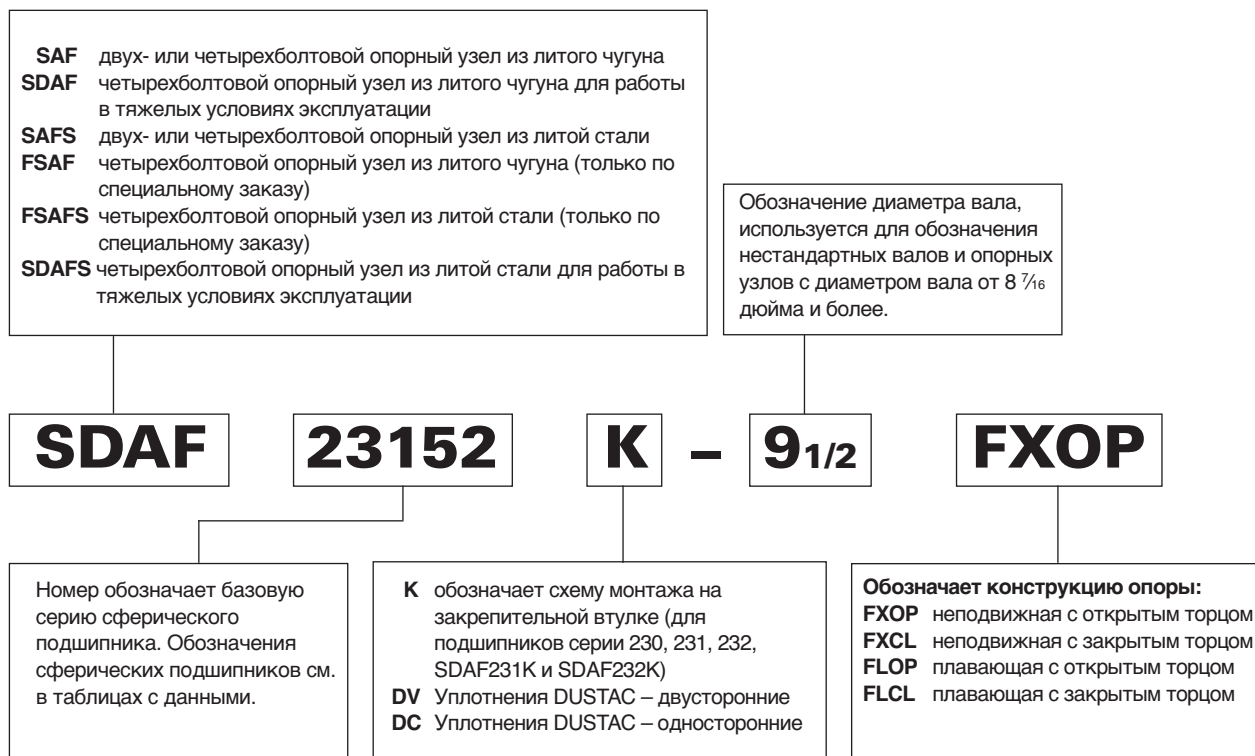 SAF двух- или четырехболтовой опорный узел из литого чугуна
SDAF четырехболтовой опорный узел из литого чугуна для работы
в тяжелых условиях эксплуатации
SAFS двух- или четырехболтовой опорный узел из литой стали
FSAF четырехболтовой опорный узел из литого чугуна (только по
специальному заказу)
FSAFS четырехболтовой опорный узел из литой стали (только по
специальному заказу)
SDAFS четырехболтовой опорный узел из литой стали для работы в
тяжелых условиях эксплуатации
Обозначение диаметра вала,
используется для обозначения
нестандартных валов и опорных
узлов с диаметром вала от 8 7/16
дюйма и более.
SDAF 23152 K – 9 1/2 FXOP
Номер обозначает базовую
серию сферического
подшипника. Обозначения
сферических подшипников см.
в таблицах с данными.
K обозначает схему монтажа на
закрепительной втулке (для
подшипников серии 230, 231, 232,
SDAF231K и SDAF232K)
DV Уплотнения DUSTAC – двусторонние
DC Уплотнения DUSTAC – односторонние
Обозначает конструкцию опоры:
FXOP неподвижная с открытым торцом
FXCL неподвижная с закрытым торцом
FLOP плавающая с открытым торцом
FLCL плавающая с закрытым торцом